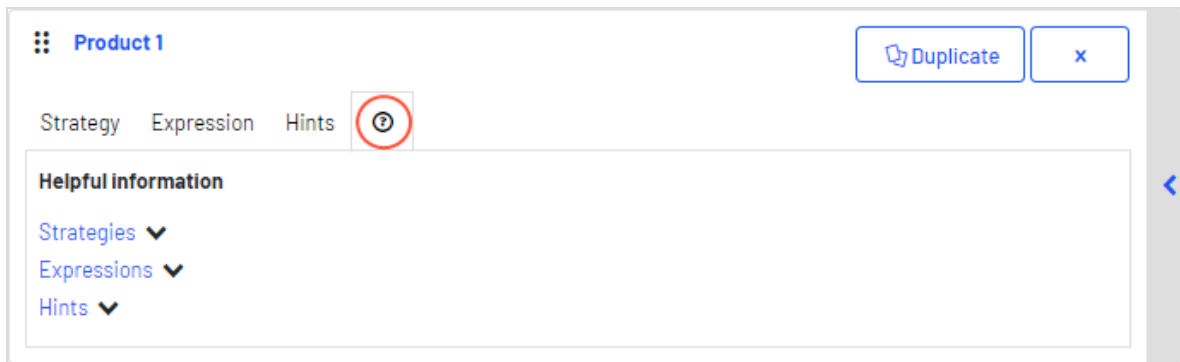 Product 1
Duplicate
x
Strategy Expression Hints ?
Helpful information
Strategies
Expressions
Hints